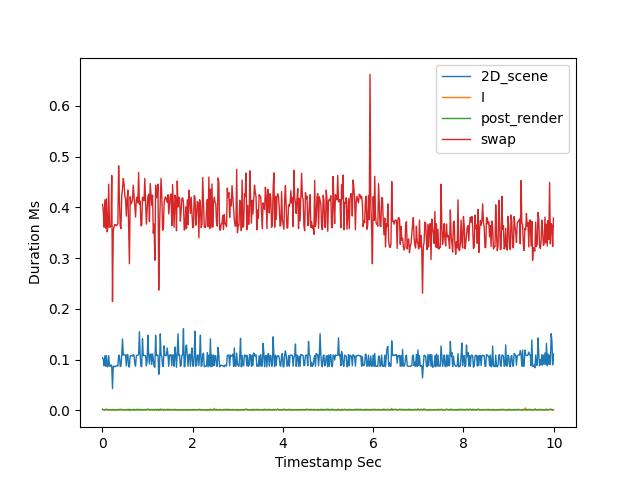 2D_scene
I
post_render
swap
0.6
0.5
0.4
0.3
0.2
0.1
0.0
Duration Ms
0 2 4 6 8 10
Timestamp Sec